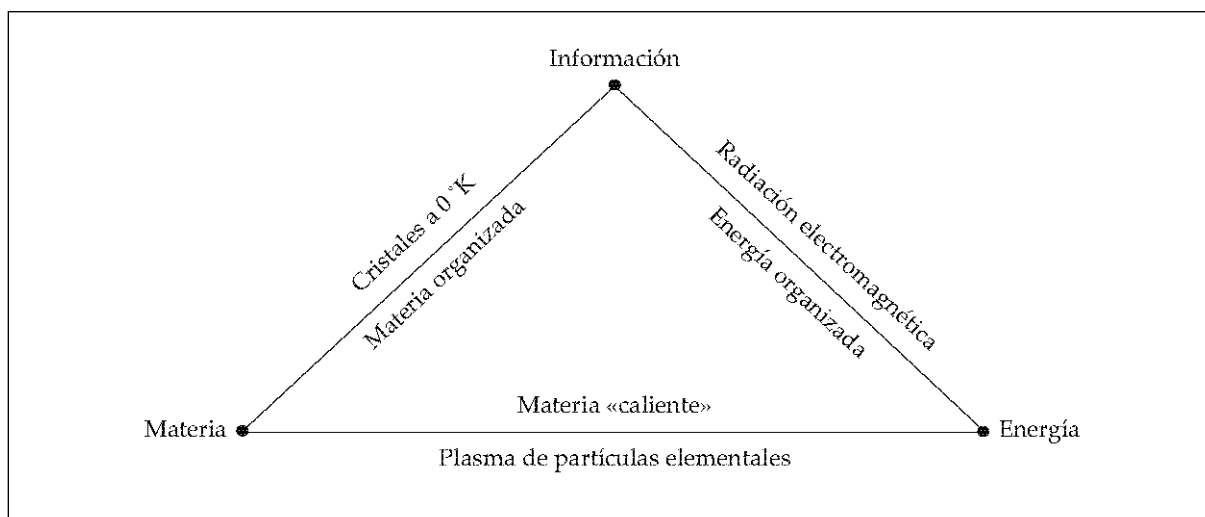 Información
Cristales a 0 °K
Materia organizada
Radiación electromagnética
Energía organizada
Materia «caliente»
Materia
Energía
Plasma de partículas elementales